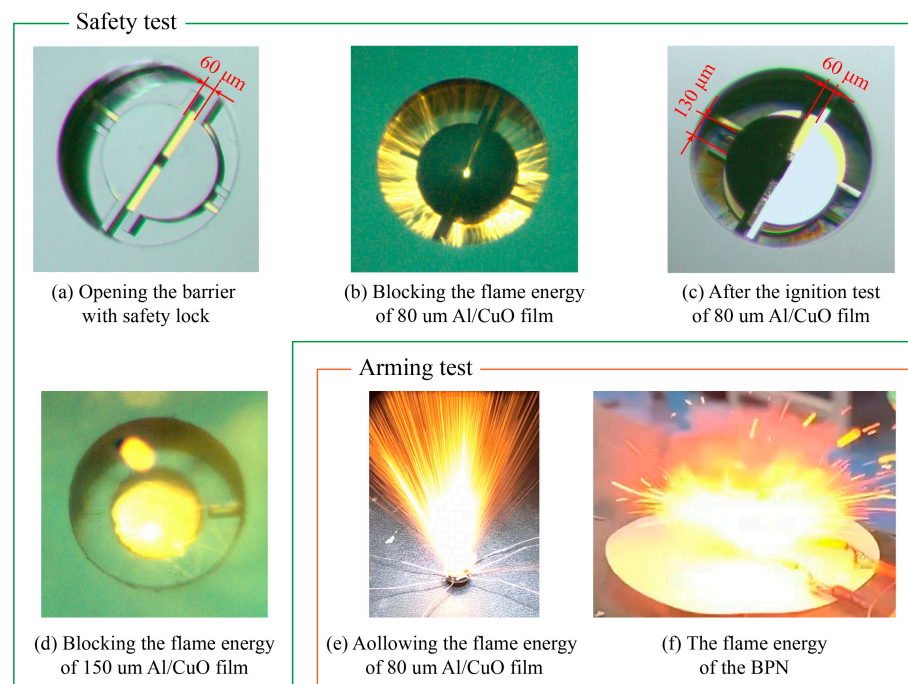 Safety test
60 μm
130 μm
60 μm
(a) Opening the barrier
with safety lock
(b) Blocking the flame energy
of 80 um Al/CuO film
(c) After the ignition test
of 80 um Al/CuO film
Arming test
(d) Blocking the flame energy
of 150 um Al/CuO film
(e) Aollowing the flame energy
of 80 um Al/CuO film
(f) The flame energy
of the BPN